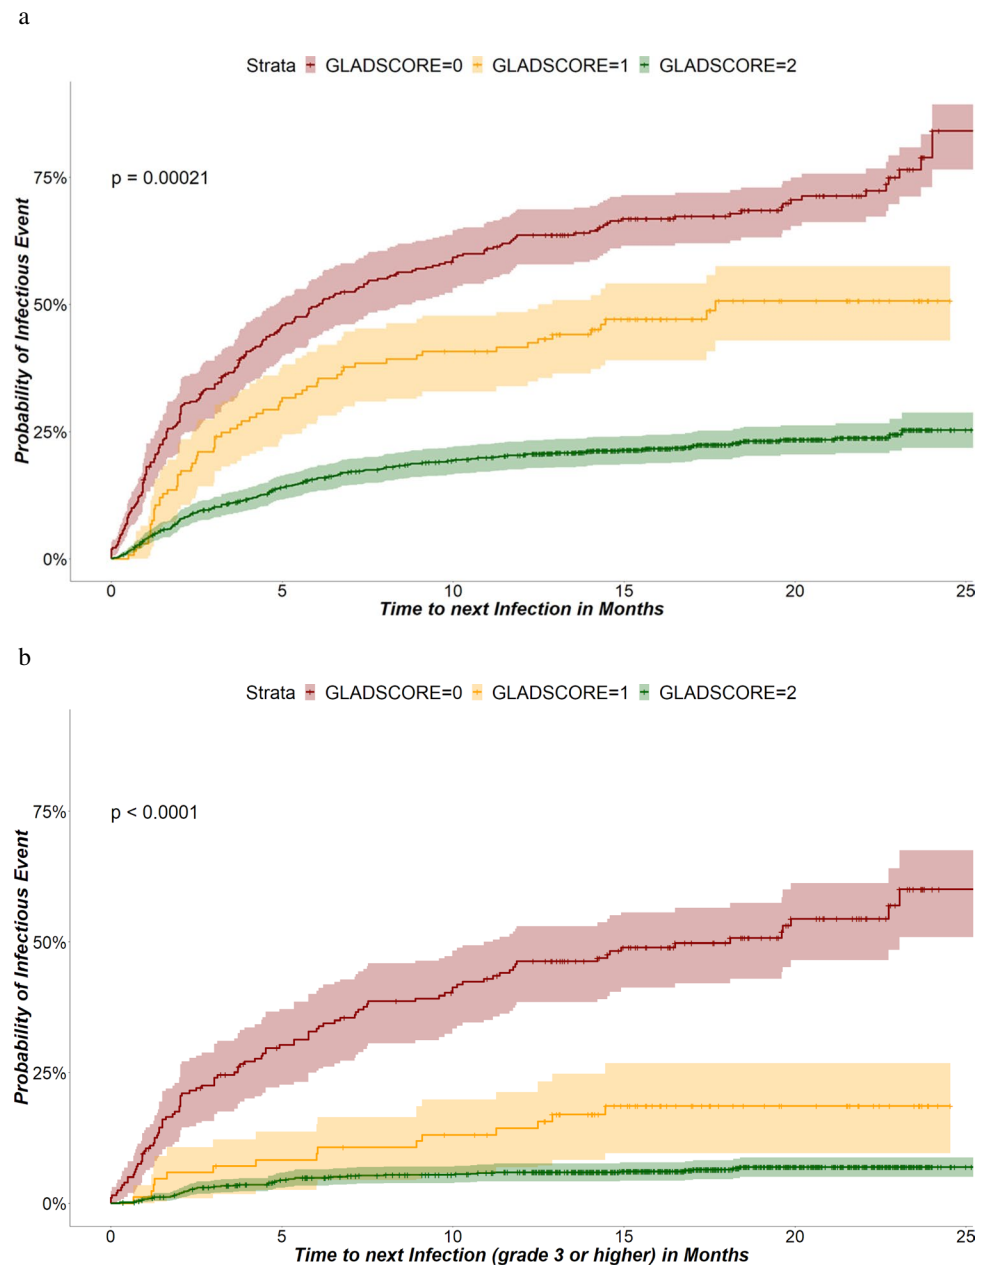 a
Strata GLADSCORE=0 GLADSCORE=1 GLADSCORE=2
p = 0.00021
75%
50%
25%
0%
Probability of Infectious Event
0 5 10 15 20 25
Time to next Infection in Months
b
Strata GLADSCORE=0 GLADSCORE=1 GLADSCORE=2
p < 0.0001
75%
50%
25%
0%
Probability of Infectious Event
0 5 10 15 20 25
Time to next Infection (grade 3 or higher) in Months